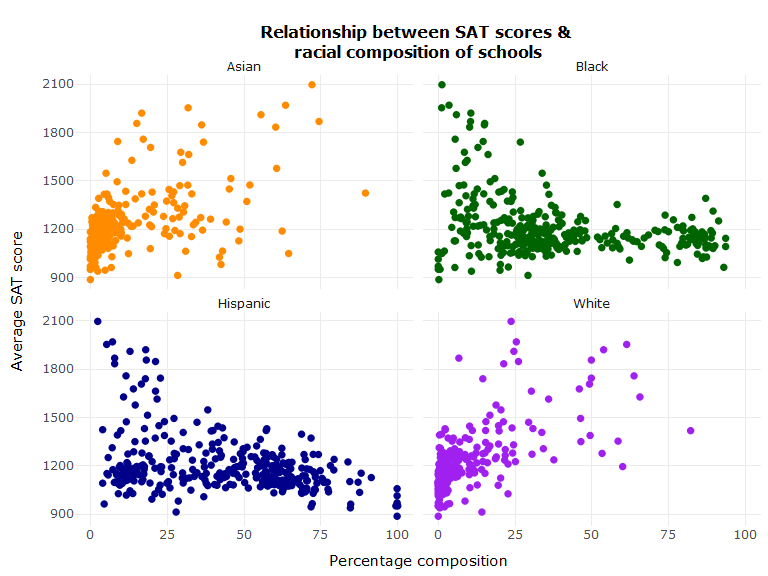 Relationship between SAT scores &
racial composition of schools
Asian
Black
2100
1800
1500
1200
900
Hispanic
White
2100
1800
1500
1200
900
0
25
50
75
100
0
25
50
75
100
Average SAT score
Percentage composition